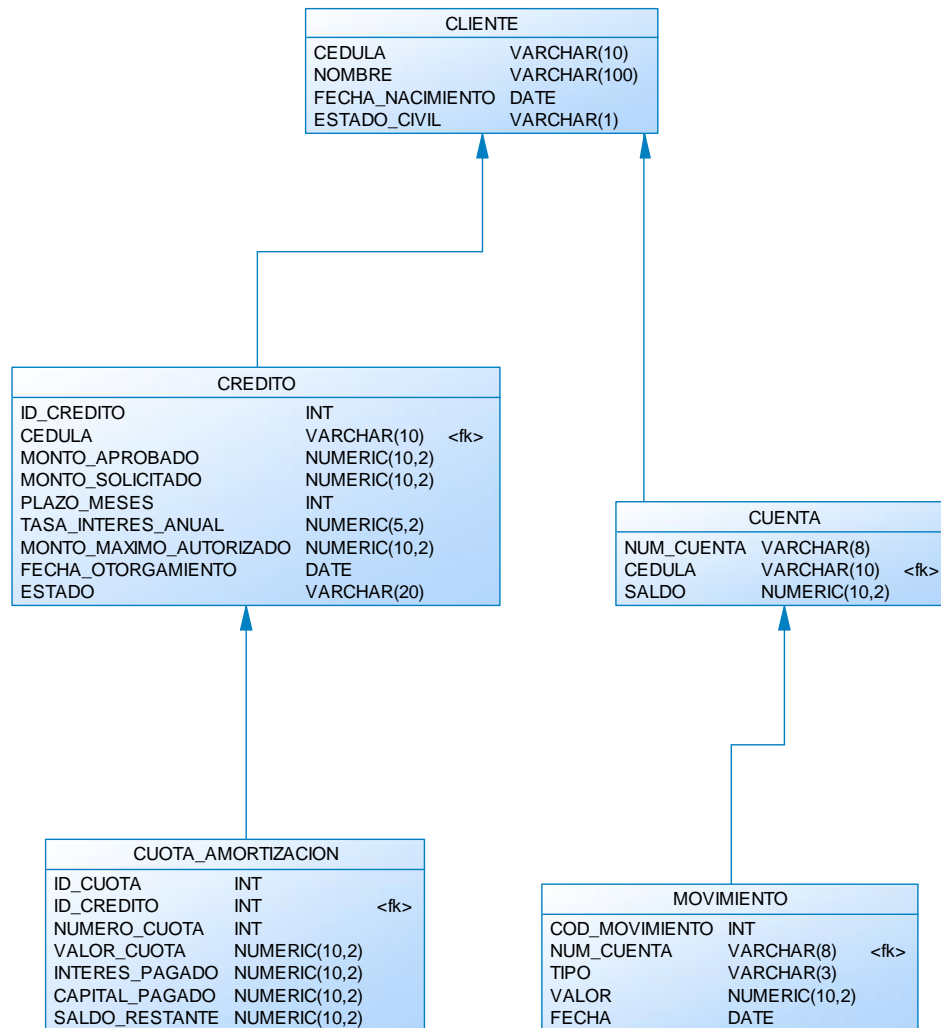 CLIENTE
CEDULA VARCHAR(10)
NOMBRE VARCHAR(100)
FECHA_NACIMIENTO DATE
ESTADO_CIVIL VARCHAR(1)
CREDITO
ID_CREDITO INT
CEDULA VARCHAR(10) <fk>
MONTO_APROBADO NUMERIC(10,2)
MONTO_SOLICITADO NUMERIC(10,2)
PLAZO_MESES INT
TASA_INTERES_ANUAL NUMERIC(5,2)
MONTO_MAXIMO_AUTORIZADO NUMERIC(10,2)
FECHA_OTORGAMIENTO DATE
ESTADO VARCHAR(20)
CUENTA
NUM_CUENTA VARCHAR(8)
CEDULA VARCHAR(10) <fk>
SALDO NUMERIC(10,2)
CUOTA_AMORTIZACION
ID_CUOTA INT
ID_CREDITO INT <fk>
NUMERO_CUOTA INT
VALOR_CUOTA NUMERIC(10,2)
INTERES_PAGADO NUMERIC(10,2)
CAPITAL_PAGADO NUMERIC(10,2)
SALDO_RESTANTE NUMERIC(10,2)
MOVIMIENTO
COD_MOVIMIENTO INT
NUM_CUENTA VARCHAR(8) <fk>
TIPO VARCHAR(3)
VALOR NUMERIC(10,2)
FECHA DATE